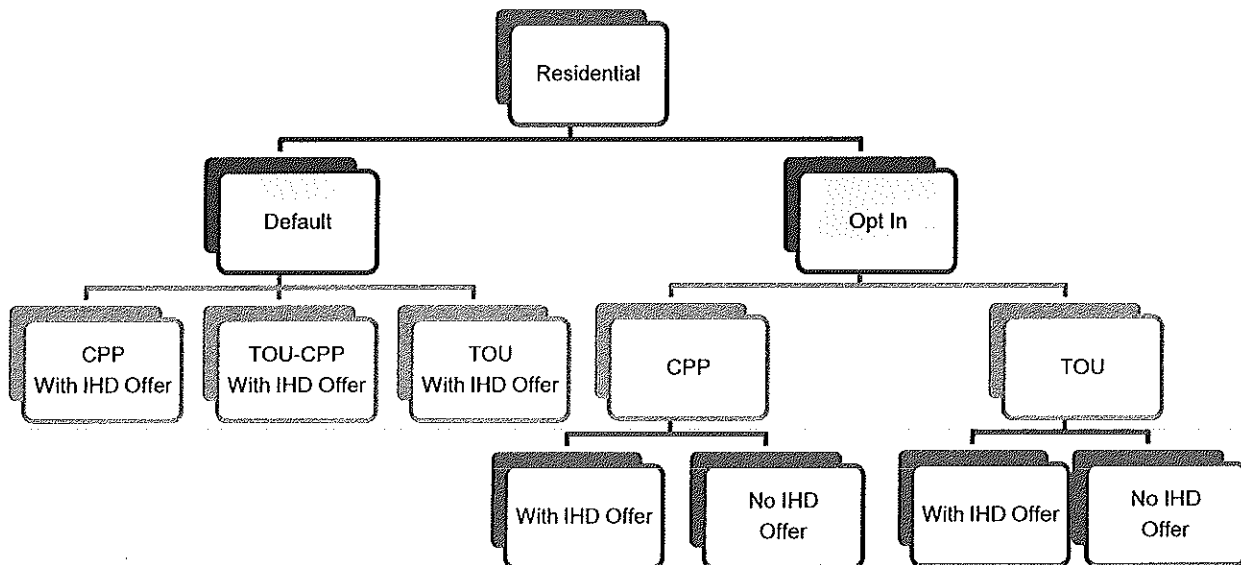 Residential
Default
Opt In
CPP
With IHD Offer
TOU-CPP
With IHD Offer
TOU
With IHD Offer
CPP
TOU
With IHD Offer
No IHD
Offer
With IHD Offer
No IHD
Offer